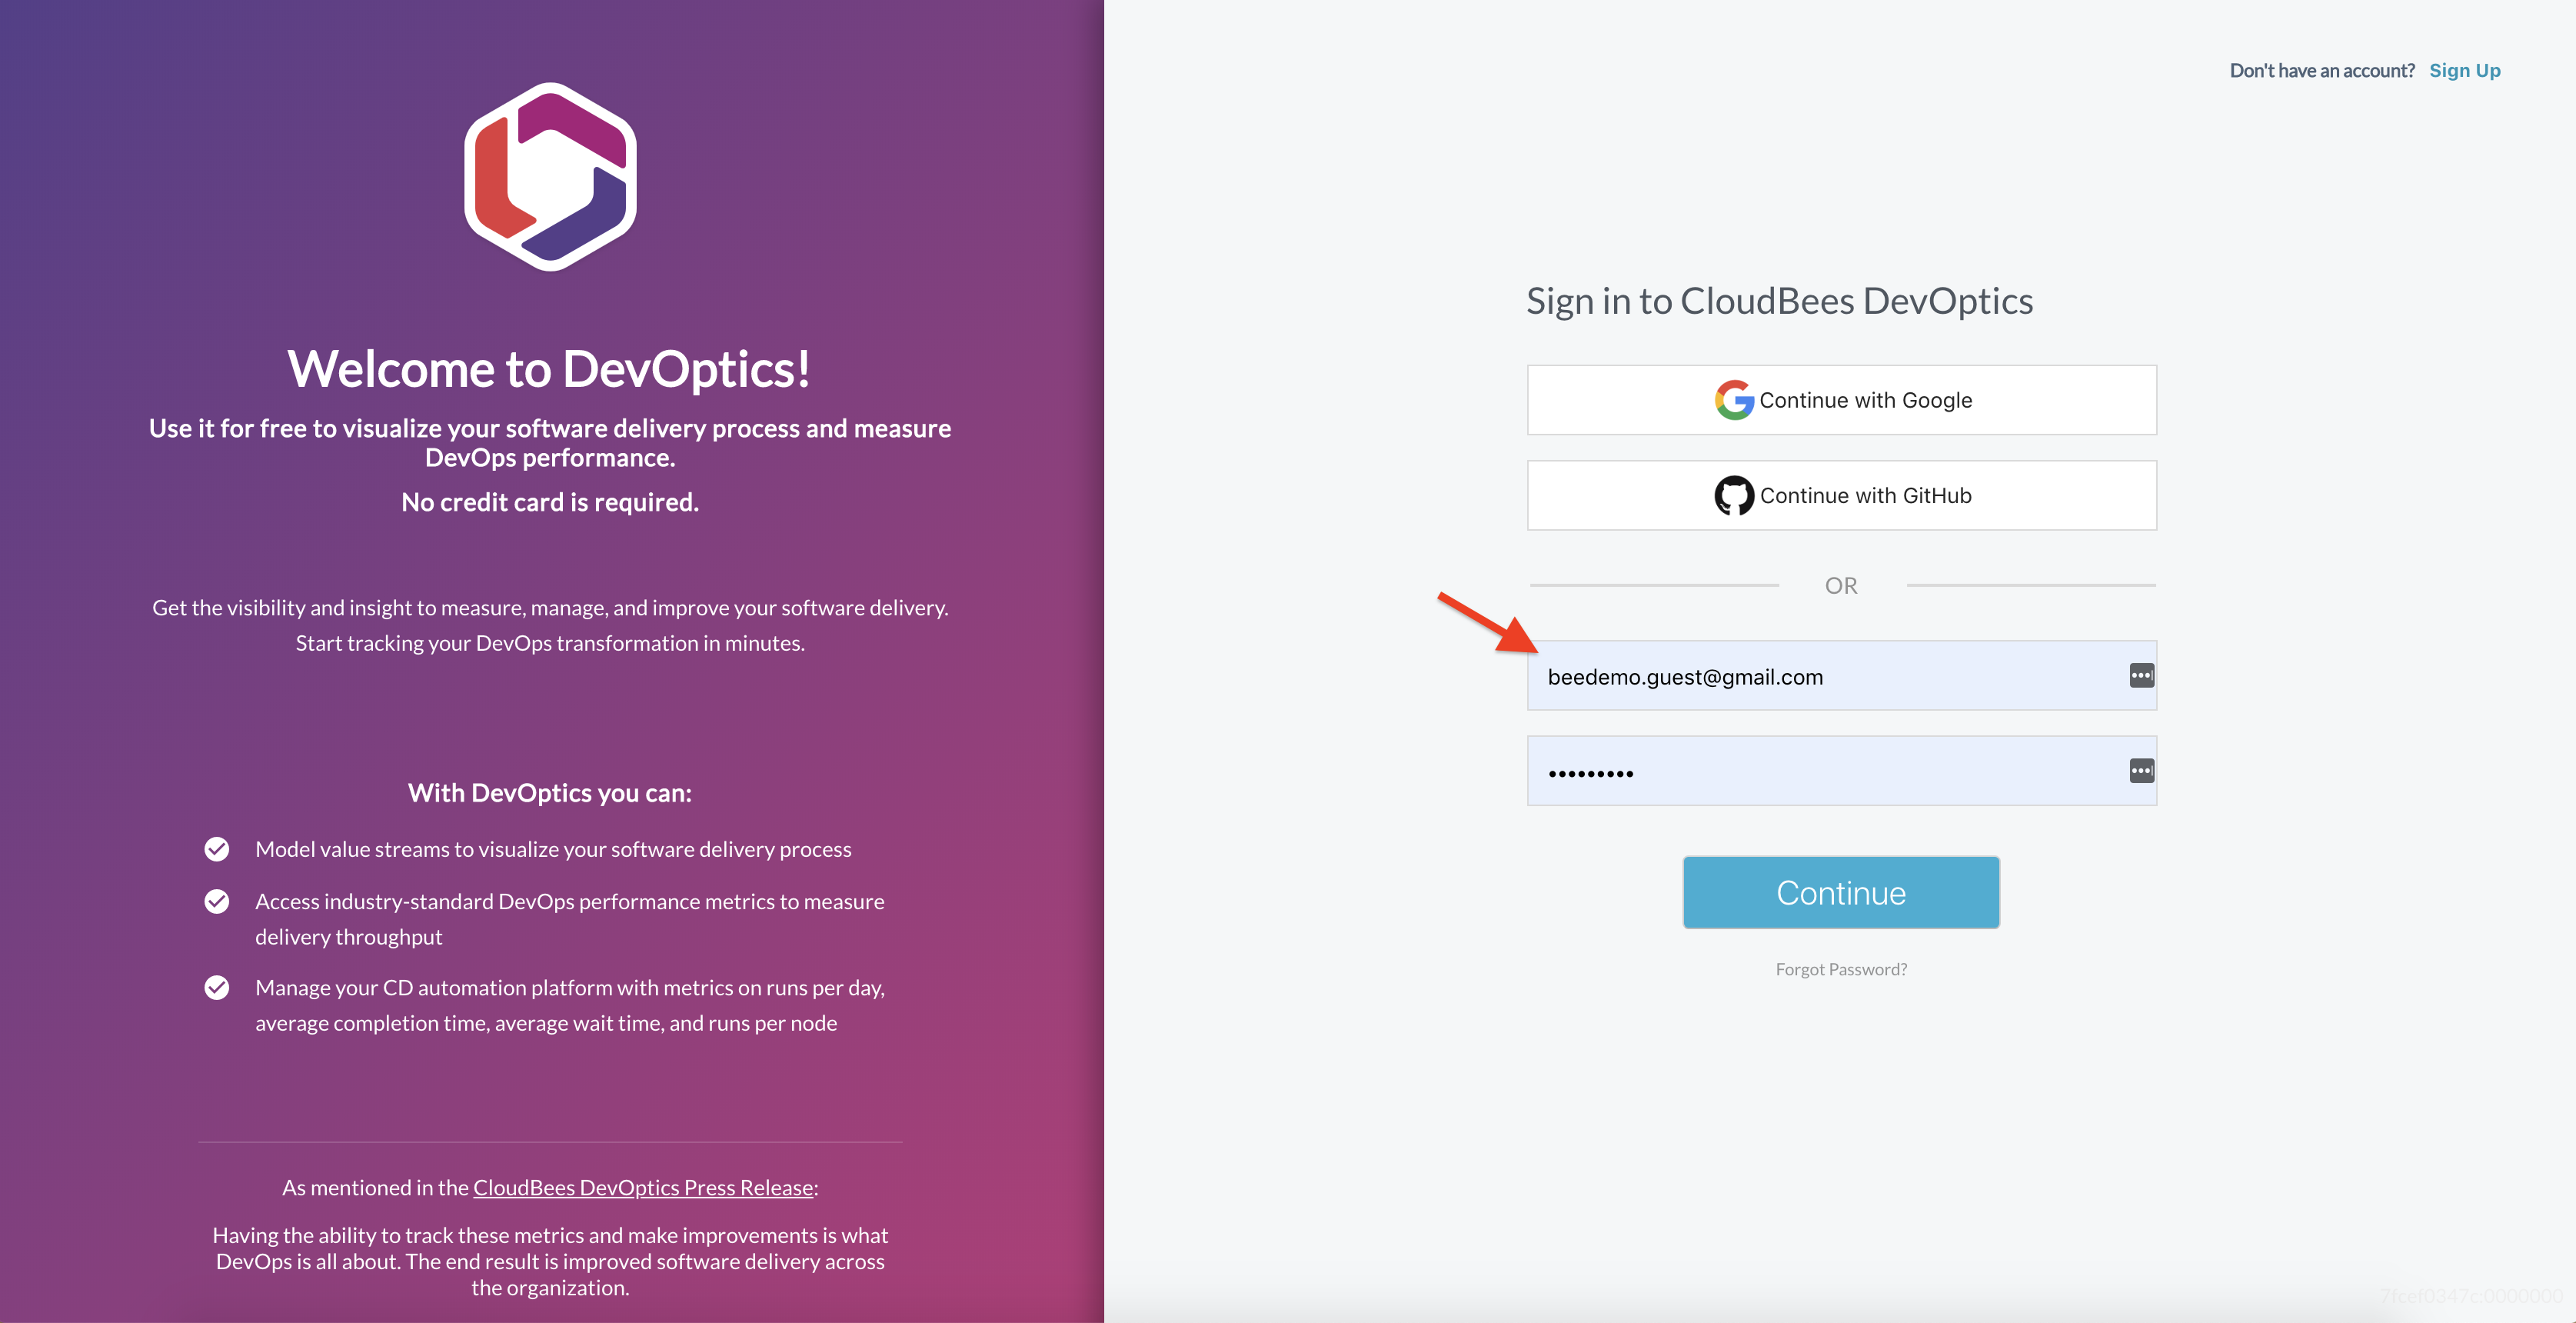 Welcome to DevOptics!
Use it for free to visualize your software delivery process and measure
DevOps performance.
No credit card is required.
Get the visibility and insight to measure, manage, and improve your software delivery.
Start tracking your DevOps transformation in minutes.
With DevOptics you can:
Model value streams to visualize your software delivery process
Access industry-standard DevOps performance metrics to measure
delivery throughput
Manage your CD automation platform with metrics on runs per day,
average completion time, average wait time, and runs per node
As mentioned in the CloudBees DevOptics Press Release:
Having the ability to track these metrics and make improvements is what
DevOps is all about. The end result is improved software delivery across
the organization.
Don't have an account? Sign Up
Sign in to CloudBees DevOptics
Continue with Google
Continue with GitHub
OR
beedemo.guest@gmail.com
•••••••••
Continue
Forgot Password?
7fcef0347c:0000000